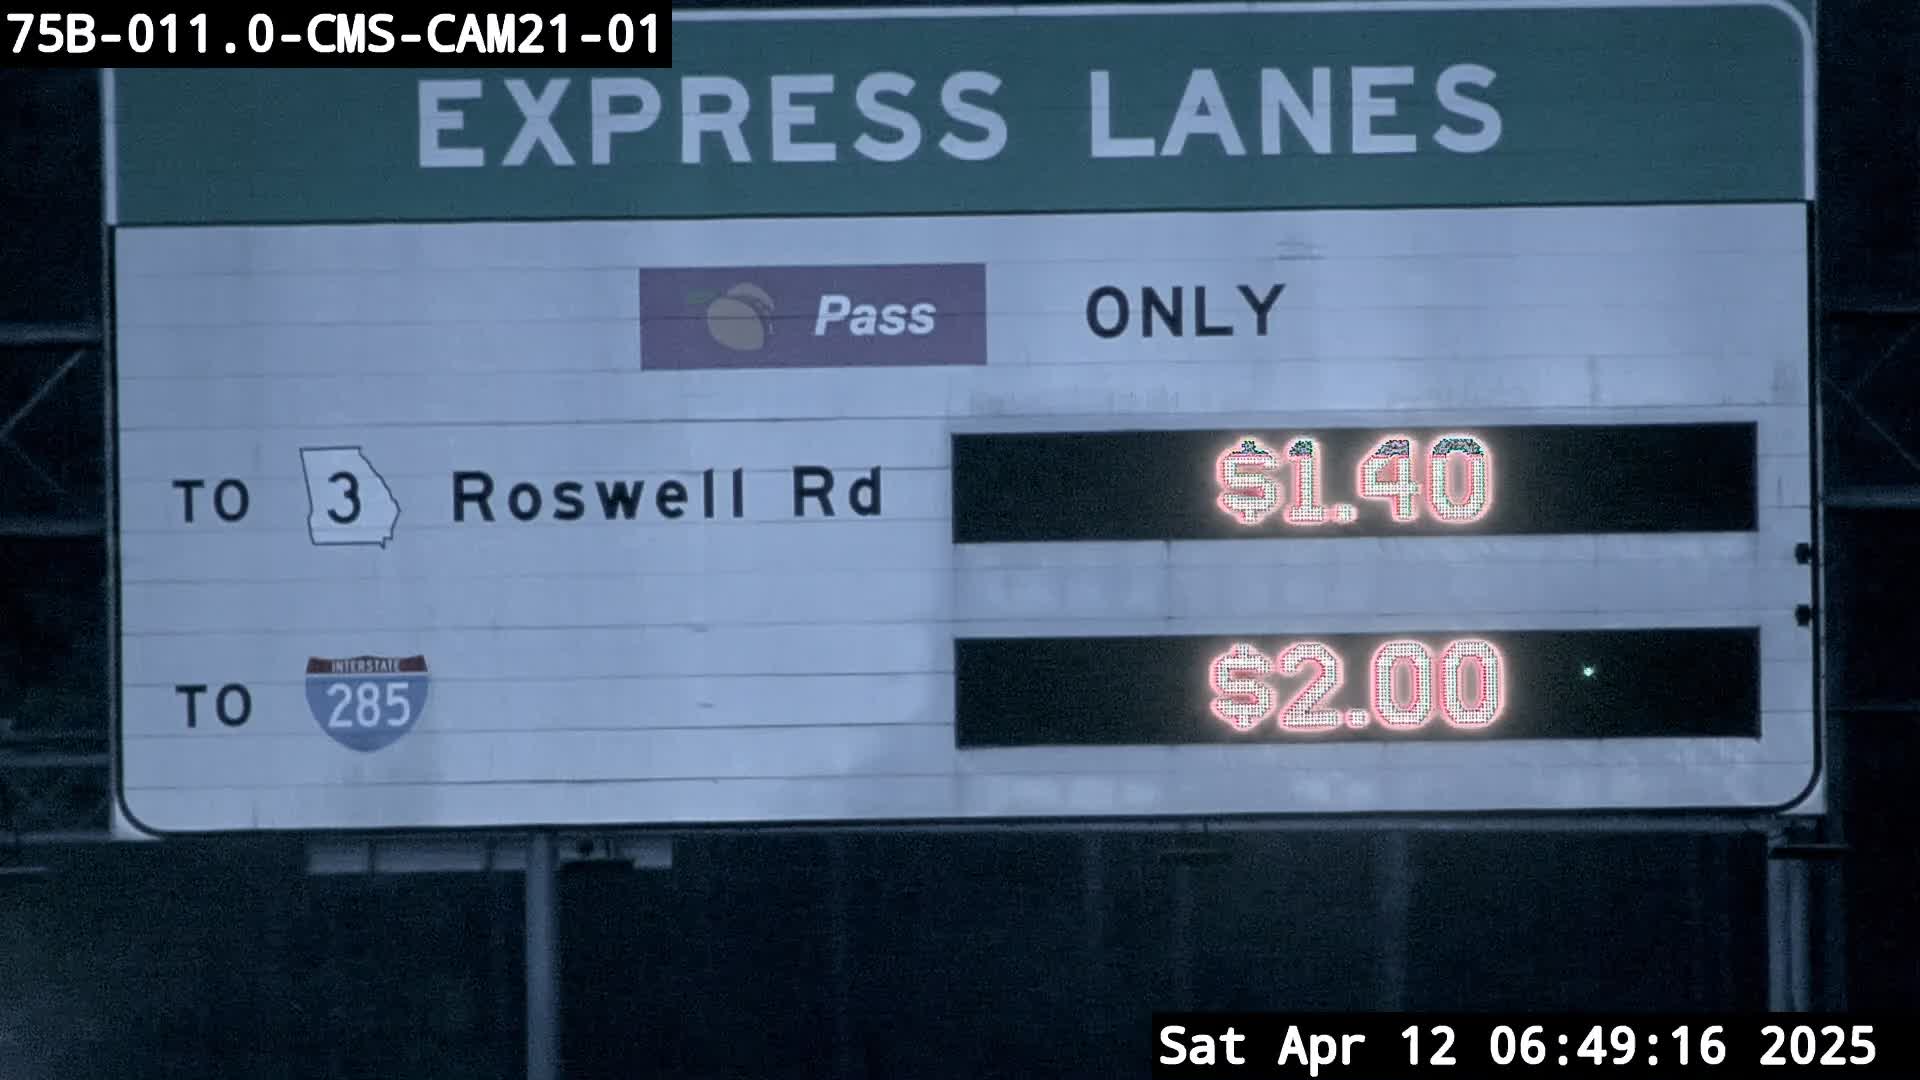 75B-011.0-CMS-CAM21-01
EXPRESS LANES
Pass ONLY
TO 3 Roswell Rd $1.40
TO INTERSTATE 285 $2.00
Sat Apr 12 06:49:16 2025